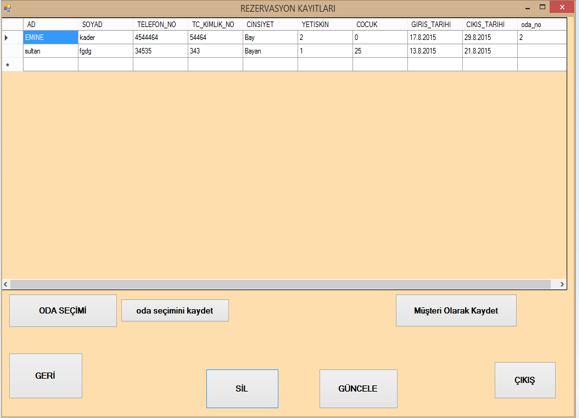 REZERVASYON KAYITLARI
AD SOYAD TELEFON_NO TC_KIMLIK_NO CINSIYET YETISKIN COCUK GIRIS_TARIHI CIKIS_TARIHI oda_no
EMINE kader 4544464 54464 Bay 2 0 17.8.2015 29.8.2015 2
sultan fgdg 34535 343 Bayan 1 25 13.8.2015 21.8.2015
ODA SEÇİMİ oda seçimini kaydet Müşteri Olarak Kaydet
GERİ SİL GÜNCELE ÇIKIŞ